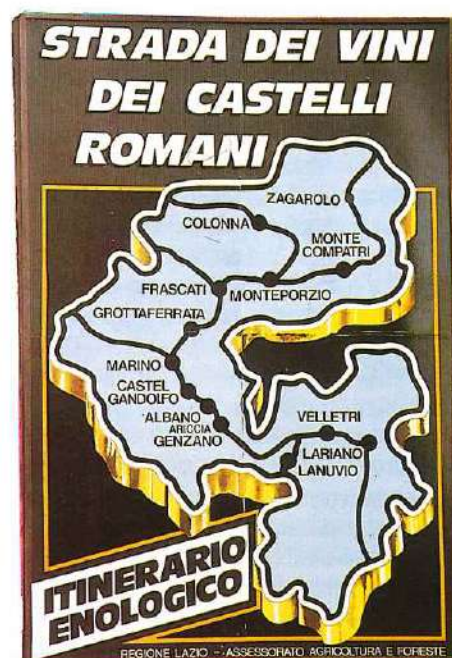 STRADA DEI VINI
DEI CASTELLI
ROMANI
ZAGAROLO
COLONNA
MONTE
COMPATRI
FRASCATI
MONTEPORZIO
GROTTAFERRATA
MARINO
CASTEL
GANDOLFO
ALBANO
ARICCIA
GENZANO
VELLETRI
LARIANO
LANUVIO
ITINERARIO
ENOLOGICO
REGIONE LAZIO - ASSESSORATO AGRICOLTURA E FORESTE